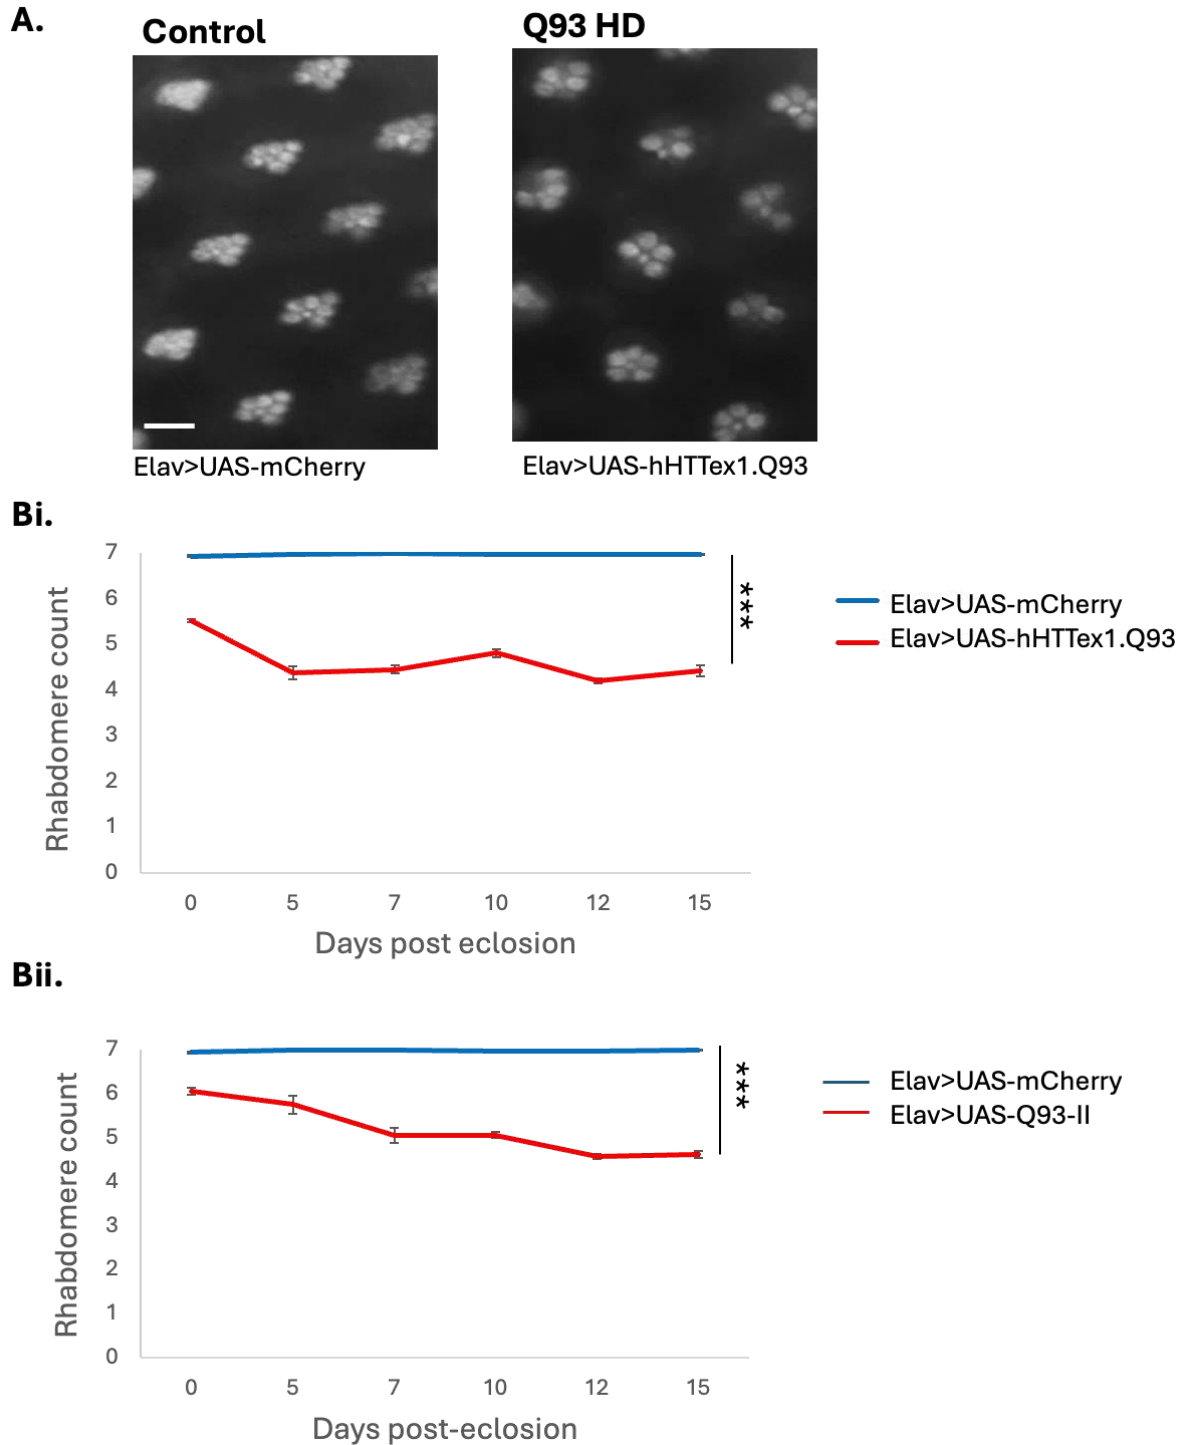 A.
Control
Q93 HD
Elav>UAS-mCherry
Elav>UAS-hHTTex1.Q93
Bi.
Rhabdomere count
7
6
5
4
3
2
1
0
0 5 7 10 12 15
Days post eclosion
***
Elav>UAS-mCherry
Elav>UAS-hHTTex1.Q93
Bii.
Rhabdomere count
7
6
5
4
3
2
1
0
0 5 7 10 12 15
Days post-eclosion
***
Elav>UAS-mCherry
Elav>UAS-Q93-II